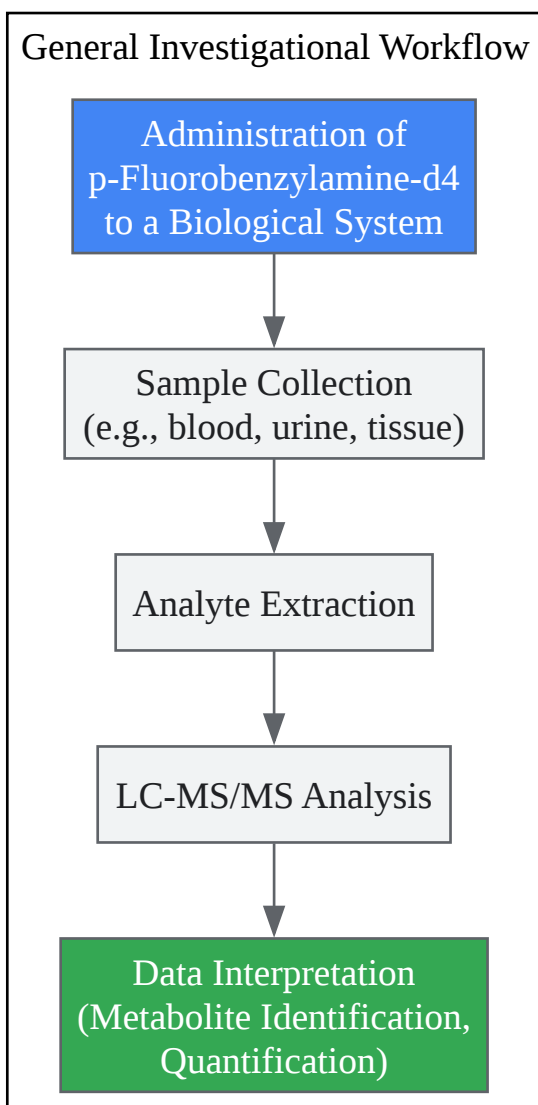 General Investigational Workflow
Administration of
p-Fluorobenzylamine-d4
to a Biological System
Sample Collection
(e.g., blood, urine, tissue)
Analyte Extraction
LC-MS/MS Analysis
Data Interpretation
(Metabolite Identification,
Quantification)